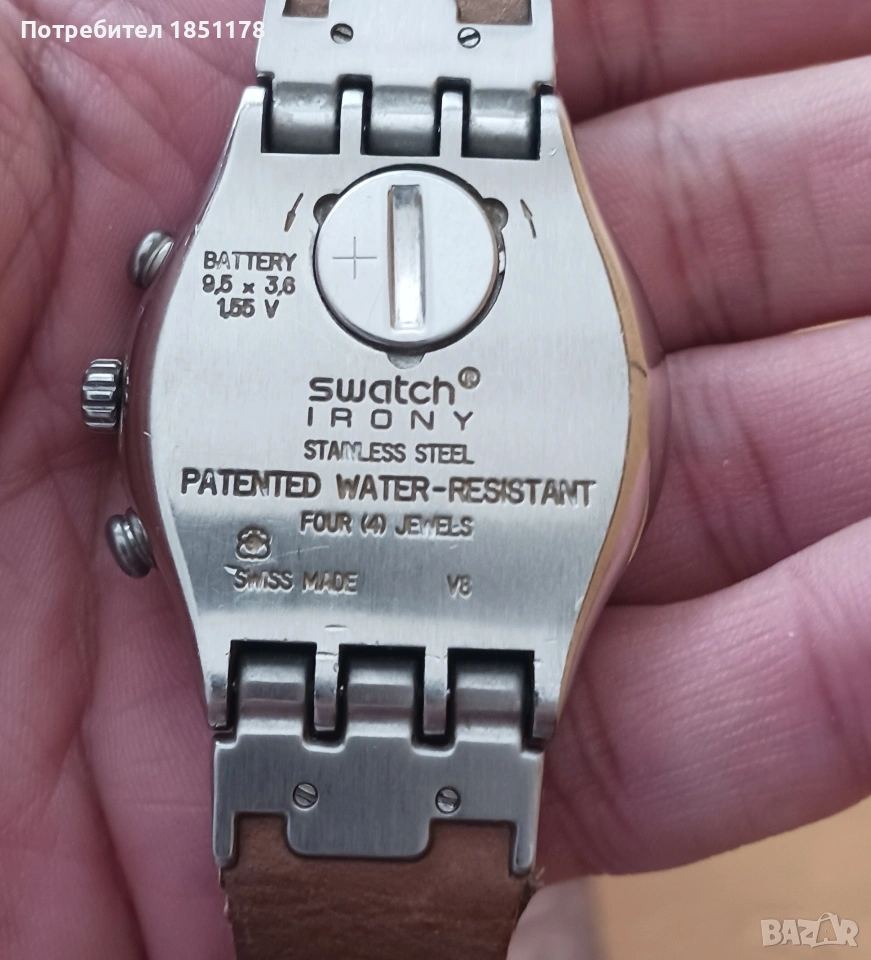 Потребител 1851178
BATTERY
9,5 x 3,6
1,55 V
+
swatch®
IRONY
STAINLESS STEEL
PATENTED WATER-RESISTANT
FOUR (4) JEWELS
SWISS MADE V8
BAZAR